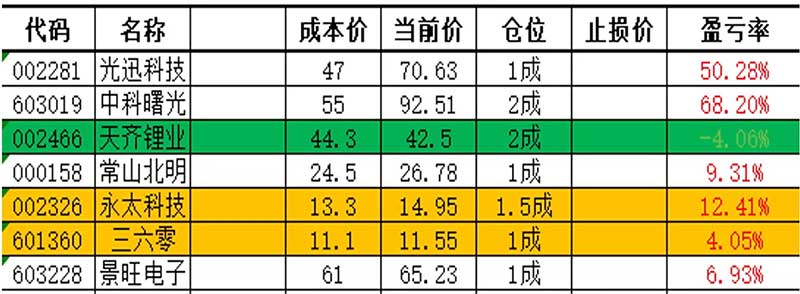 代码 名称 成本价 当前价 仓位 止损价 盈亏率
002281 光迅科技 47 70.63 1成 50.28%
603019 中科曙光 55 92.51 2成 68.20%
002466 天齐锂业 44.3 42.5 2成 -4.06%
000158 常山北明 24.5 26.78 1成 9.31%
002326 永太科技 13.3 14.95 1.5成 12.41%
601360 三六零 11.1 11.55 1成 4.05%
603228 景旺电子 61 65.23 1成 6.93%